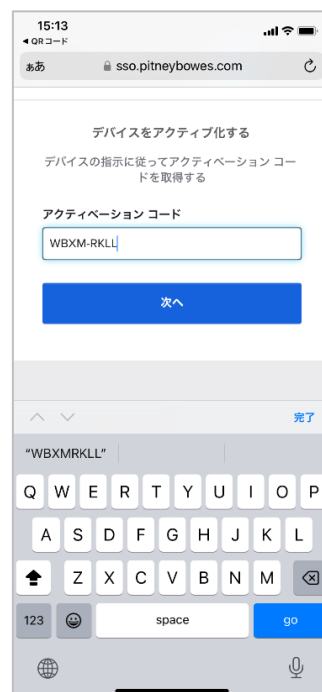 15:13
◀ QRコード
ぁあ sso.pitneybowes.com
デバイスをアクティブ化する
デバイスの指示に従ってアクティベーション コー
ドを取得する
アクティベーション コード
WBXM-RKLL
次へ
完了
“WBXMRKLL”
Q W E R T Y U I O P
A S D F G H J K L
Z X C V B N M
123 space go